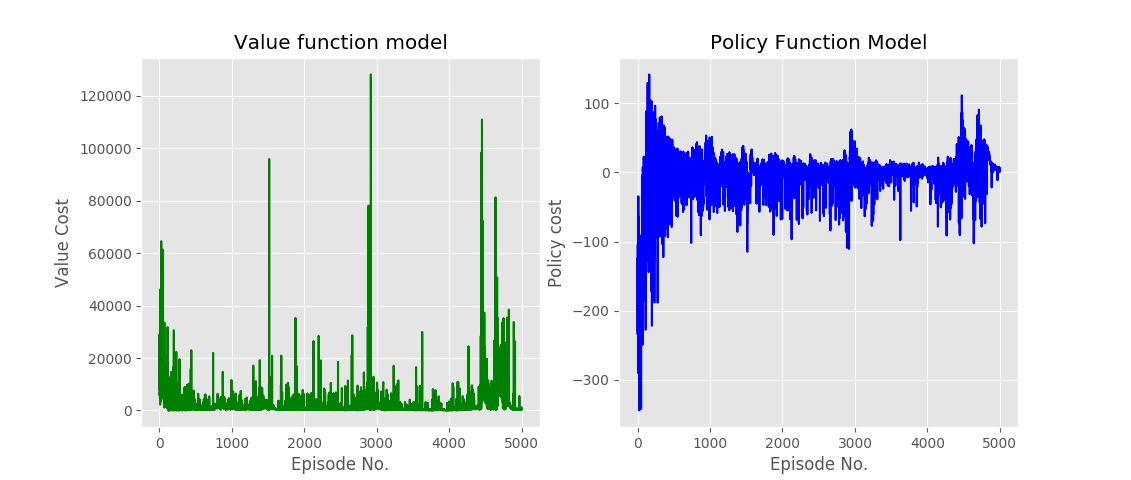 Value function model
Value Cost
120000
100000
80000
60000
40000
20000
0
0 1000 2000 3000 4000 5000
Episode No.
Policy Function Model
Policy cost
100
0
−100
−200
−300
0 1000 2000 3000 4000 5000
Episode No.